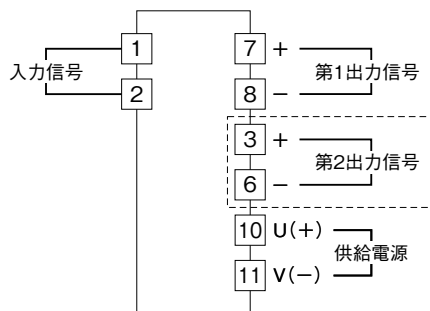 1
入力信号
2
7 +
第1出力信号
8 −
3 +
第2出力信号
6 −
10 U(+)
供給電源
11 V(−)